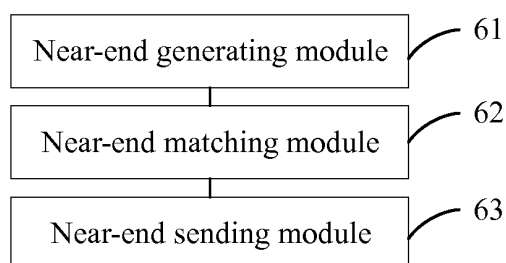 Near-end generating module 61
Near-end matching module 62
Near-end sending module 63